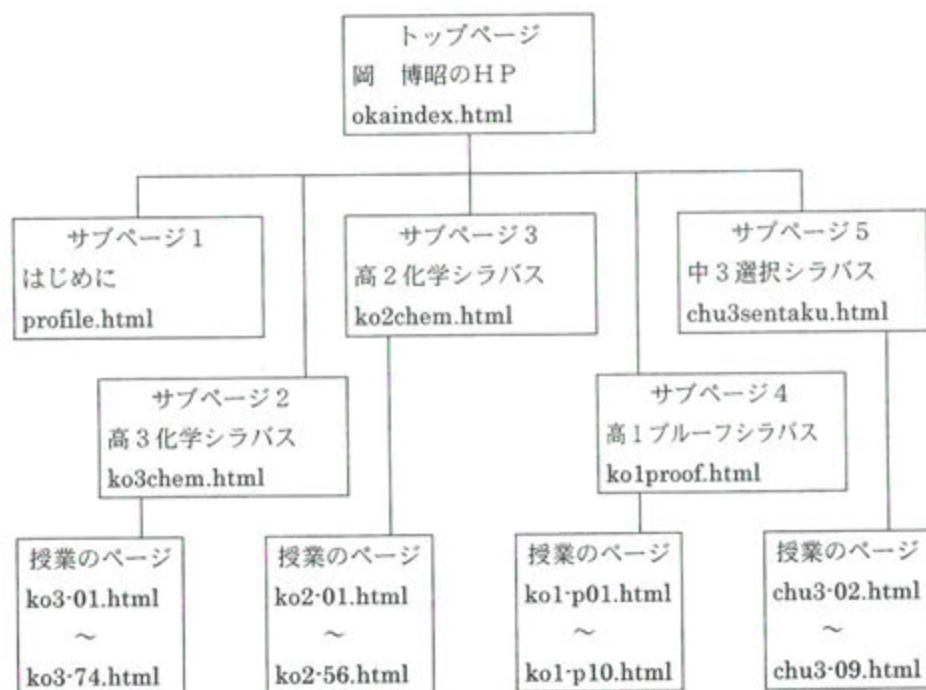 トップページ
岡　博昭のＨＰ
okaindex.html
サブページ１
はじめに
profile.html
サブページ３
高２化学シラバス
ko2chem.html
サブページ５
中３選択シラバス
chu3sentaku.html
サブページ２
高３化学シラバス
ko3chem.html
サブページ４
高１プルーフシラバス
ko1proof.html
授業のページ
ko3-01.html
～
ko3-74.html
授業のページ
ko2-01.html
～
ko2-56.html
授業のページ
ko1-p01.html
～
ko1-p10.html
授業のページ
chu3-02.html
～
chu3-09.html